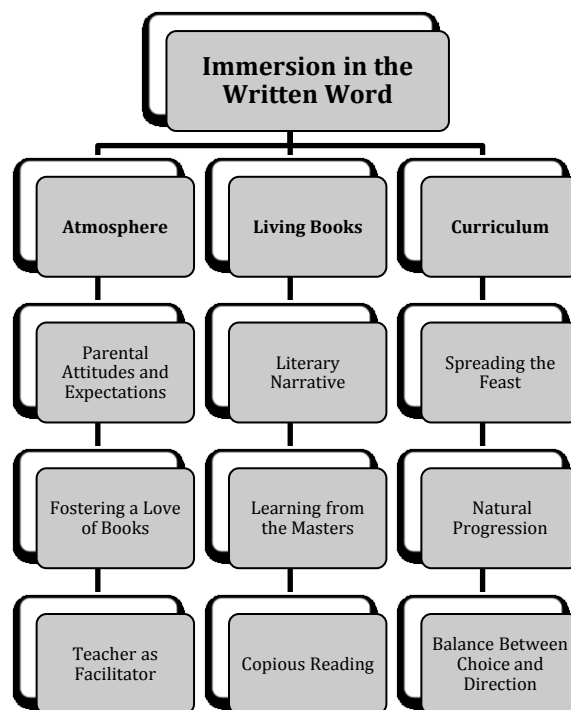 Immersion in the
Written Word
Atmosphere
Living Books
Curriculum
Parental
Attitudes and
Expectations
Literary
Narrative
Spreading the
Feast
Fostering a Love
of Books
Learning from
the Masters
Natural
Progression
Teacher as
Facilitator
Copious Reading
Balance Between
Choice and
Direction